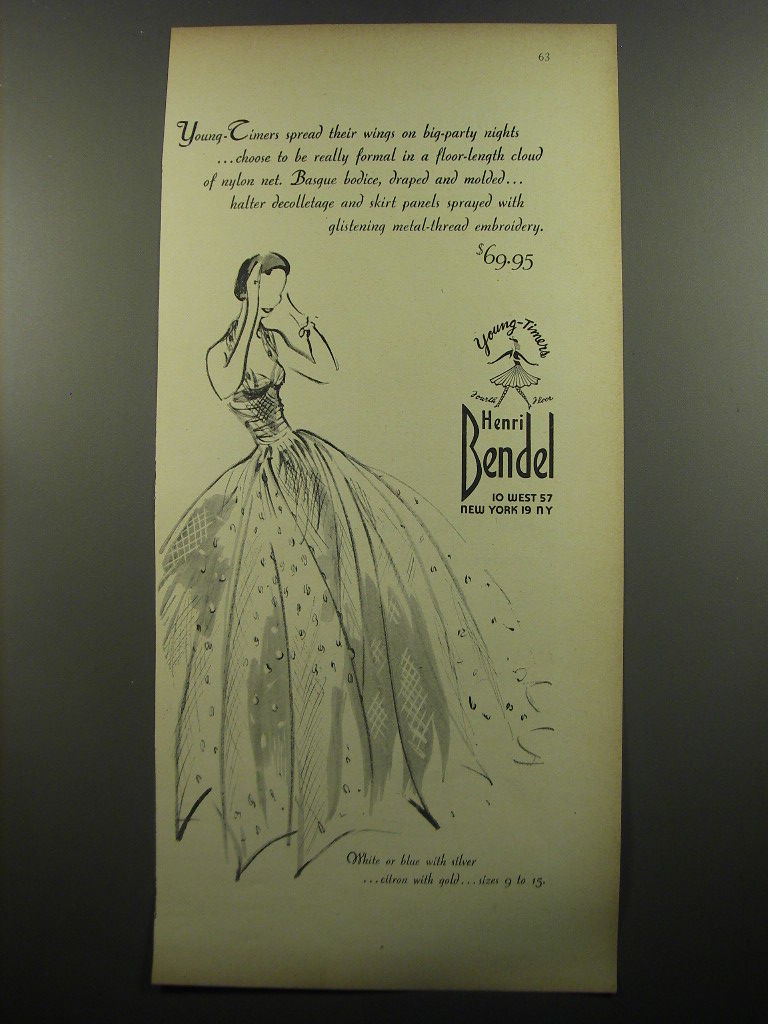 63
Young-Timers spread their wings on big-party nights
...choose to be really formal in a floor-length cloud
of nylon net. Basque bodice, draped and molded...
halter decolletage and skirt panels sprayed with
glistening metal-thread embroidery.
$69.95
Young-Timers
Fourth Floor
Henri
Bendel
10 WEST 57
NEW YORK 19 NY
White or blue with silver
...citron with gold...sizes 9 to 15.